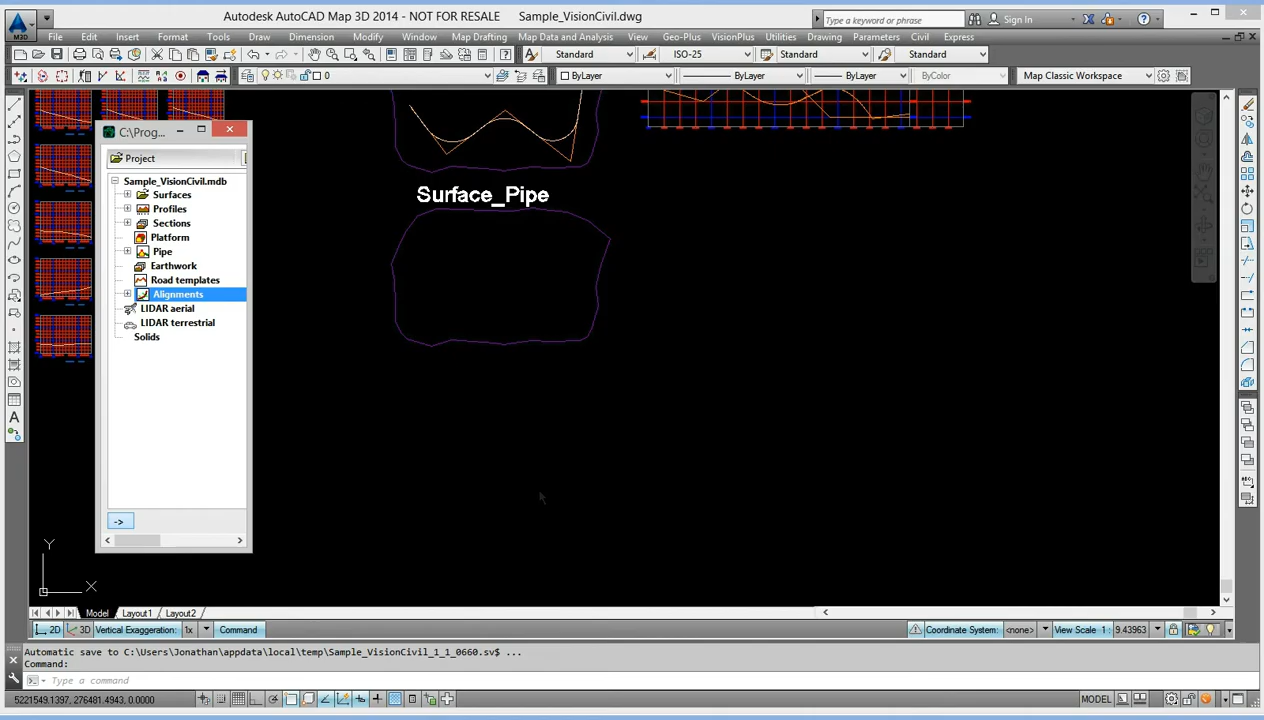 Autodesk AutoCAD Map 3D 2014 - NOT FOR RESALE Sample_VisionCivil.dwg
Type a keyword or phrase
Sign In
M3D
File Edit View Insert Format Tools Draw Dimension Modify Window Map Drafting Map Data and Analysis View Geo-Plus VisionPlus Utilities Drawing Parameters Civil Express
Standard ISO-25 Standard Standard
0 ByLayer ByLayer ByLayer ByColor Map Classic Workspace
C:\Prog...
Project
Sample_VisionCivil.mdb
Surfaces
Profiles
Sections
Platform
Pipe
Earthwork
Road templates
Alignments
LIDAR aerial
LIDAR terrestrial
Solids
->
Surface_Pipe
Y
X
Model Layout1 Layout2
2D 3D Vertical Exaggeration: 1x Command Coordinate System: <none> View Scale 1 : 9.43963
Automatic save to C:\Users\Jonathan\appdata\local\temp\Sample_VisionCivil_1_1_0660.sv$ ...
Command:
Type a command
5221549.1397, 276481.4943, 0.0000 MODEL